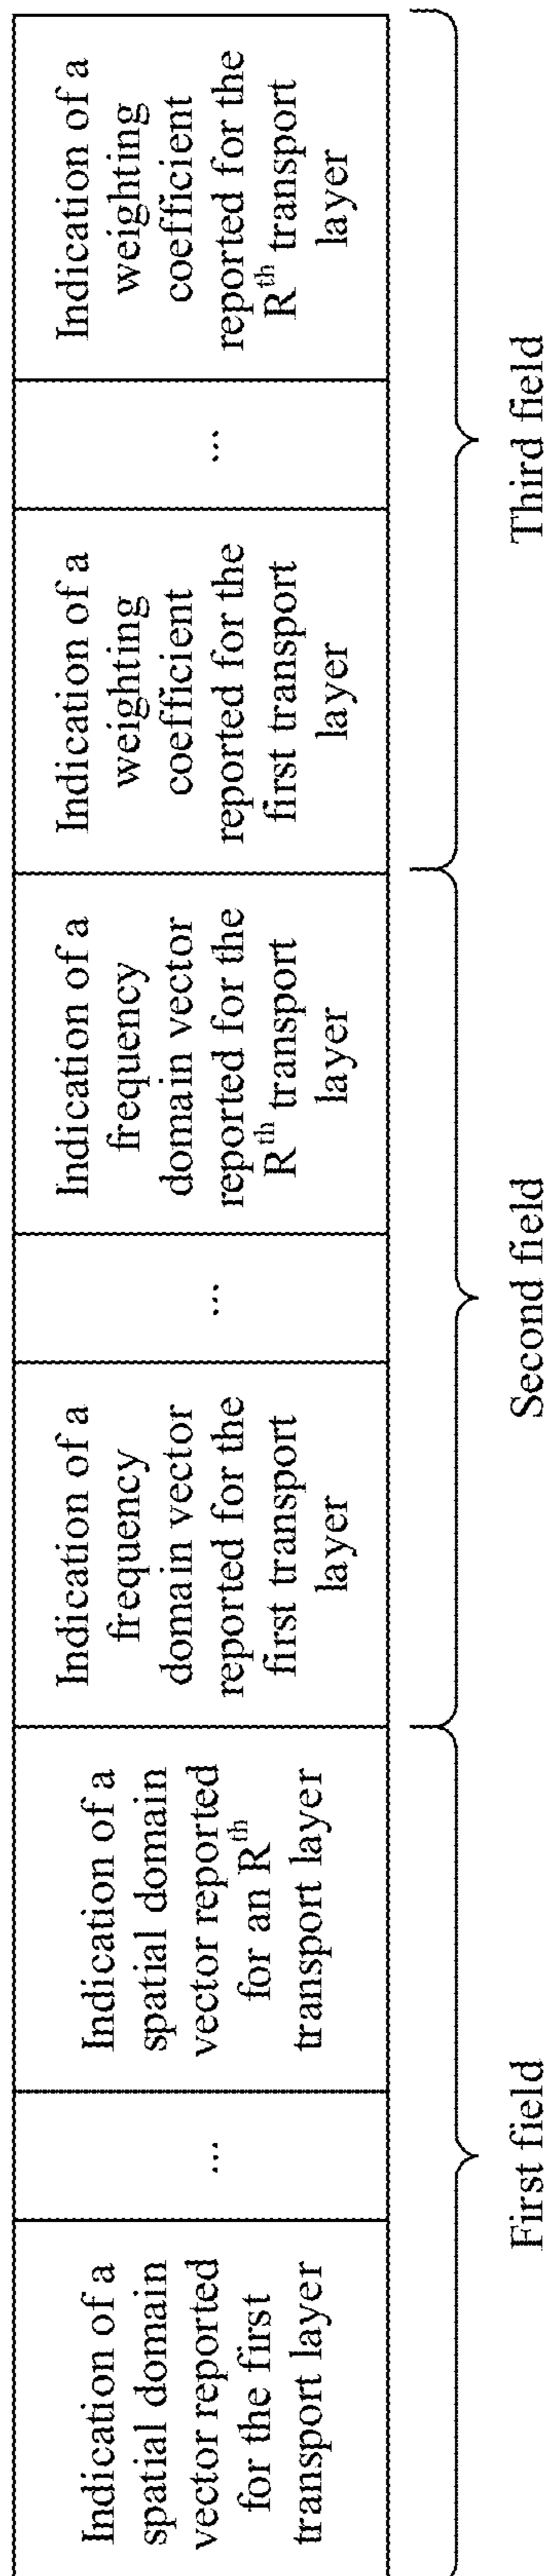 Indication of a
spatial domain
vector reported
for the first
transport layer
...
Indication of a
spatial domain
vector reported
for an Rth
transport layer
Indication of a
frequency
domain vector
reported for the
first transport
layer
...
Indication of a
frequency
domain vector
reported for the
Rth transport
layer
Indication of a
weighting
coefficient
reported for the
first transport
layer
...
Indication of a
weighting
coefficient
reported for the
Rth transport
layer
First field
Second field
Third field